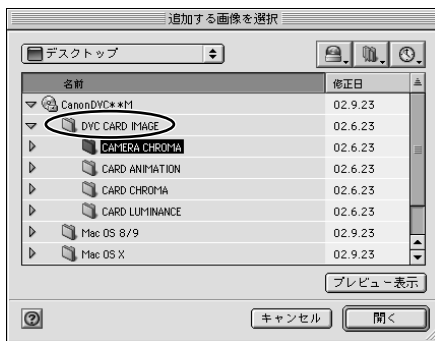 追加する画像を選択
デスクトップ
名前 修正日
CanonDVC**M 02.9.23
DVC CARD IMAGE 02.6.23
CAMERA CHROMA 02.6.23
CARD ANIMATION 02.6.23
CARD CHROMA 02.6.23
CARD LUMINANCE 02.6.23
Mac OS 8/9 02.9.23
Mac OS X 02.9.23
プレビュー表示
? キャンセル 開く